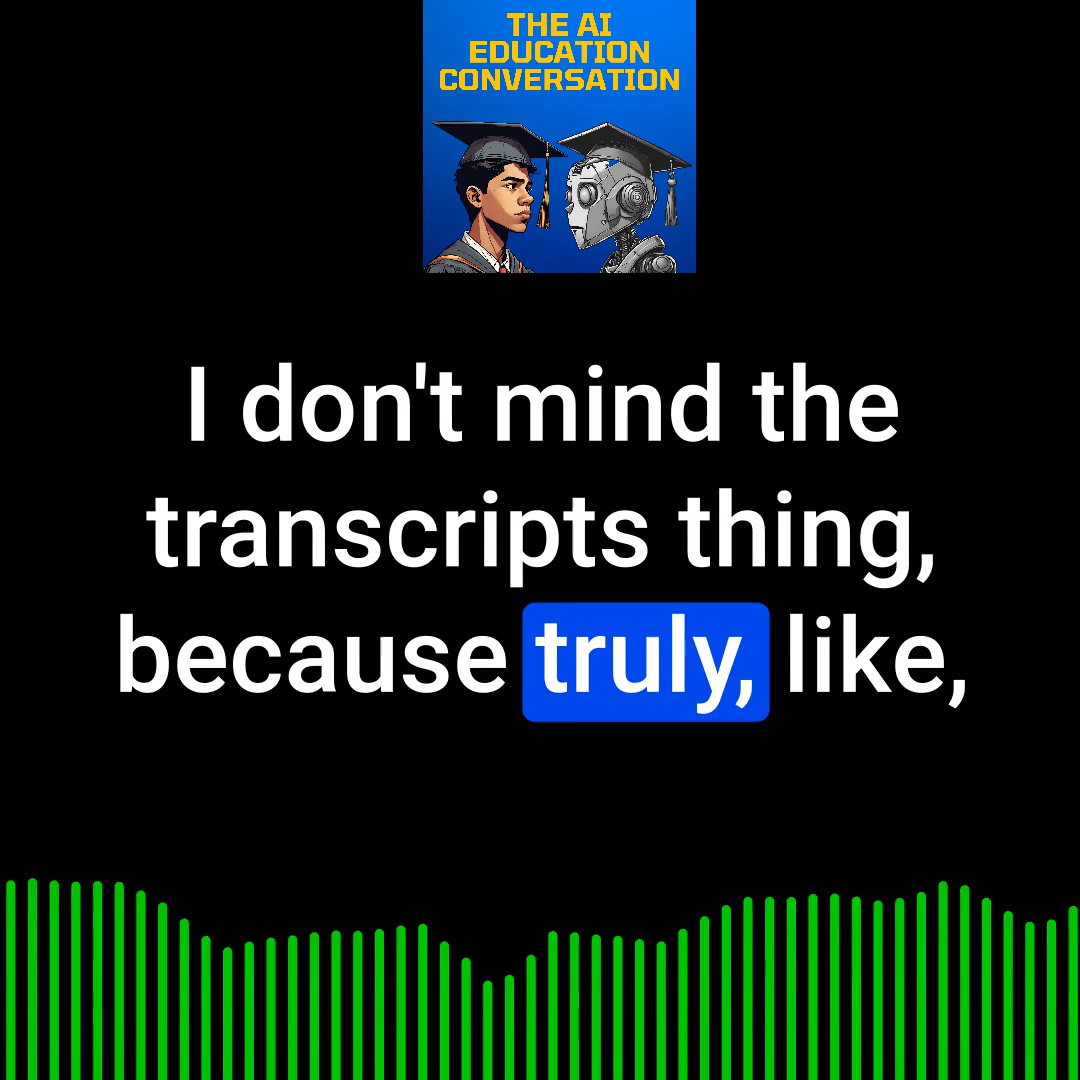 THE AI
EDUCATION
CONVERSATION
I don't mind the
transcripts thing,
because truly, like,